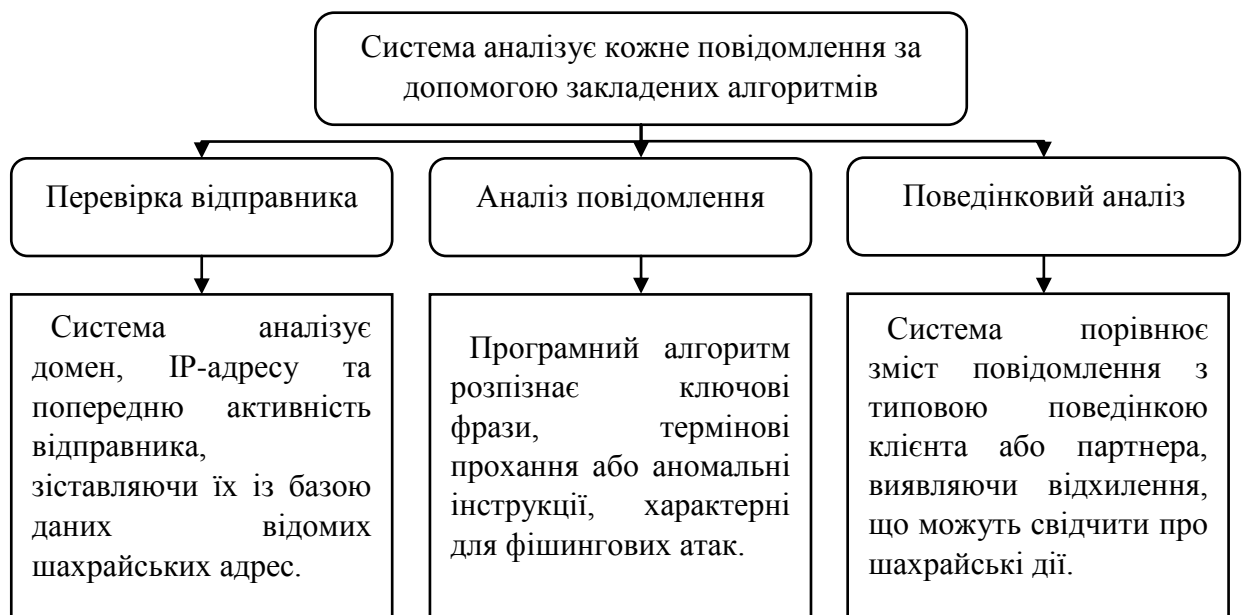 Система аналізує кожне повідомлення за
допомогою закладених алгоритмів
Перевірка відправника
Аналіз повідомлення
Поведінковий аналіз
Система аналізує
домен, IP-адресу та
попередню активність
відправника,
зіставляючи їх із базою
даних відомих
шахрайських адрес.
Програмний алгоритм
розпізнає ключові
фрази, термінові
прохання або аномальні
інструкції, характерні
для фішингових атак.
Система порівнює
зміст повідомлення з
типовою поведінкою
клієнта або партнера,
виявляючи відхилення,
що можуть свідчити про
шахрайські дії.